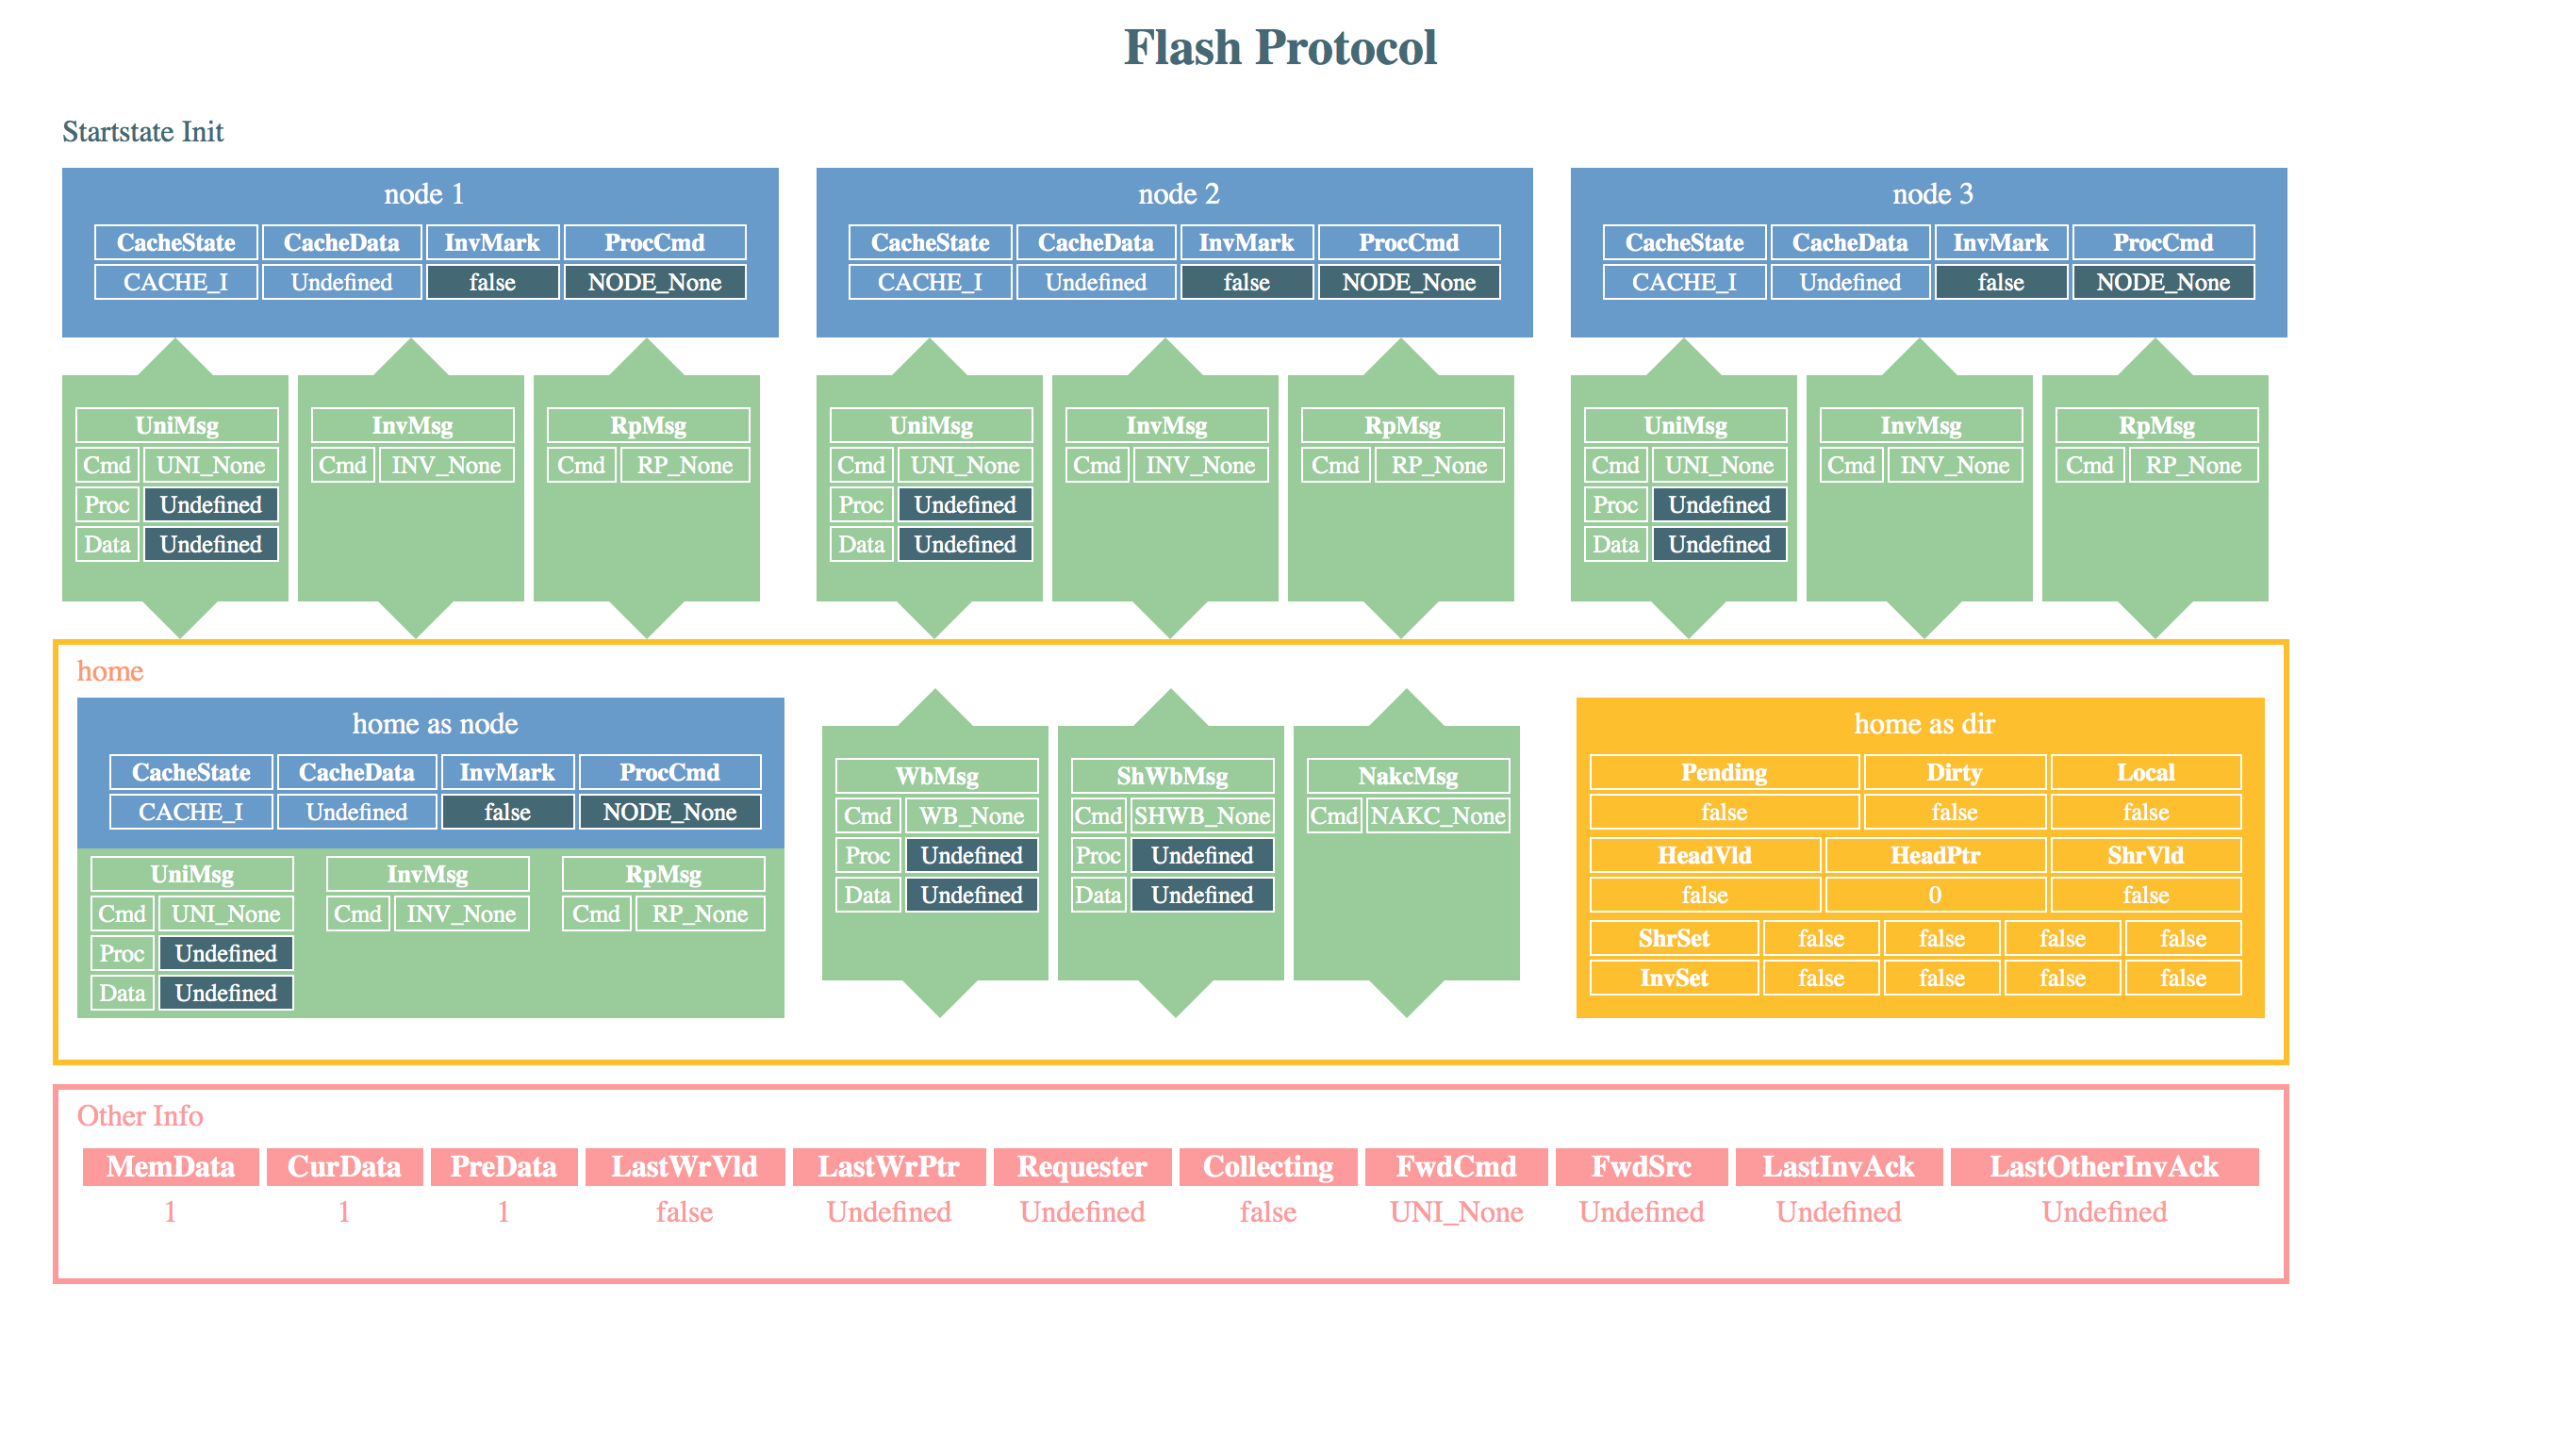 Flash Protocol
Startstate Init
node 1 node 2 node 3
CacheState CacheData InvMark ProcCmd CacheState CacheData InvMark ProcCmd CacheState CacheData InvMark ProcCmd
CACHE_I Undefined false NODE_None CACHE_I Undefined false NODE_None CACHE_I Undefined false NODE_None
UniMsg InvMsg RpMsg UniMsg InvMsg RpMsg UniMsg InvMsg RpMsg
Cmd UNI_None Cmd INV_None Cmd RP_None Cmd UNI_None Cmd INV_None Cmd RP_None Cmd UNI_None Cmd INV_None Cmd RP_None
Proc Undefined Proc Undefined Proc Undefined
Data Undefined Data Undefined Data Undefined
home
home as node
CacheState CacheData InvMark ProcCmd
CACHE_I Undefined false NODE_None
UniMsg InvMsg RpMsg
Cmd UNI_None Cmd INV_None Cmd RP_None
Proc Undefined
Data Undefined
WbMsg ShWbMsg NakcMsg
Cmd WB_None Cmd SHWB_None Cmd NAKC_None
Proc Undefined Proc Undefined
Data Undefined Data Undefined
home as dir
Pending Dirty Local
false false false
HeadVld HeadPtr ShrVld
false 0 false
ShrSet false false false false
InvSet false false false false
Other Info
MemData CurData PreData LastWrVld LastWrPtr Requester Collecting FwdCmd FwdSrc LastInvAck LastOtherInvAck
1 1 1 false Undefined Undefined false UNI_None Undefined Undefined Undefined